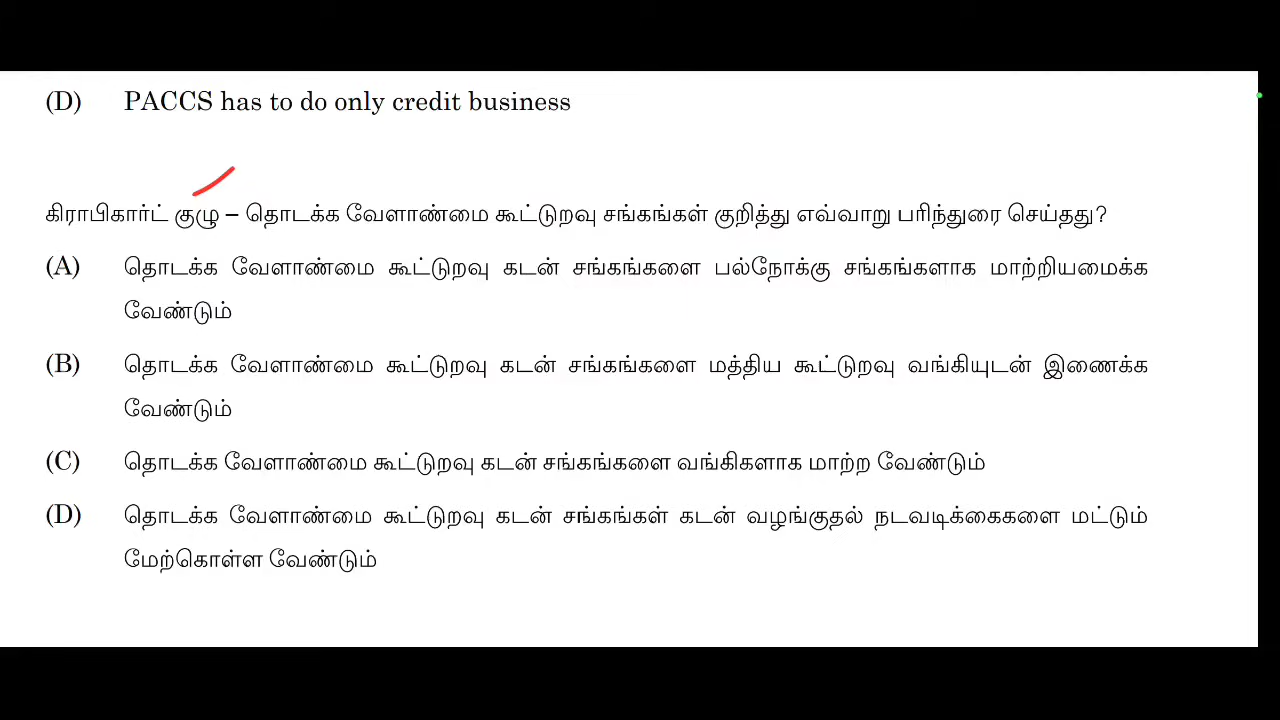 (D) PACCS has to do only credit business
கிராபிகார்ட் குழு – தொடக்க வேளாண்மை கூட்டுறவு சங்கங்கள் குறித்து எவ்வாறு பரிந்துரை செய்தது?
(A) தொடக்க வேளாண்மை கூட்டுறவு கடன் சங்கங்களை பல்நோக்கு சங்கங்களாக மாற்றியமைக்க
வேண்டும்
(B) தொடக்க வேளாண்மை கூட்டுறவு கடன் சங்கங்களை மத்திய கூட்டுறவு வங்கியுடன் இணைக்க
வேண்டும்
(C) தொடக்க வேளாண்மை கூட்டுறவு கடன் சங்கங்களை வங்கிகளாக மாற்ற வேண்டும்
(D) தொடக்க வேளாண்மை கூட்டுறவு கடன் சங்கங்கள் கடன் வழங்குதல் நடவடிக்கைகளை மட்டும்
மேற்கொள்ள வேண்டும்